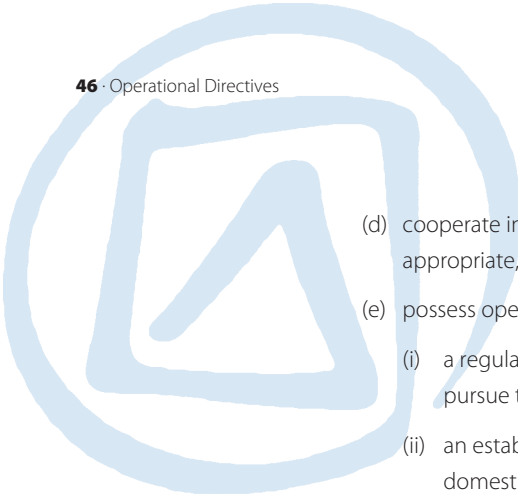 46 · Operational Directives
(d) cooperate in
appropriate,
(e) possess ope
(i) a regula
pursue t
(ii) an estab
domest